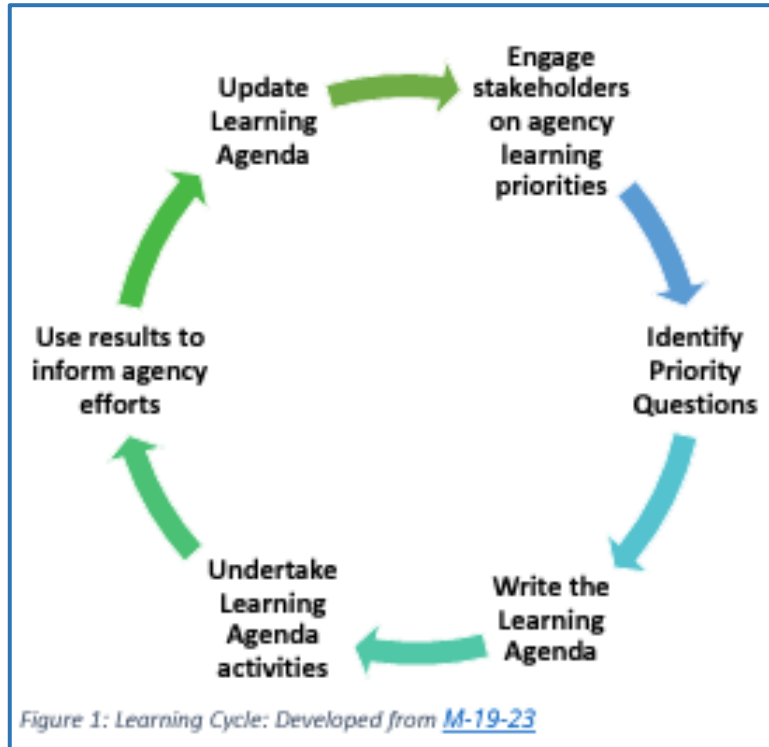 Engage
stakeholders
on agency
learning
priorities
Identify
Priority
Questions
Write the
Learning
Agenda
Undertake
Learning
Agenda
activities
Use results to
inform agency
efforts
Update
Learning
Agenda
Figure 1: Learning Cycle: Developed from M-19-23